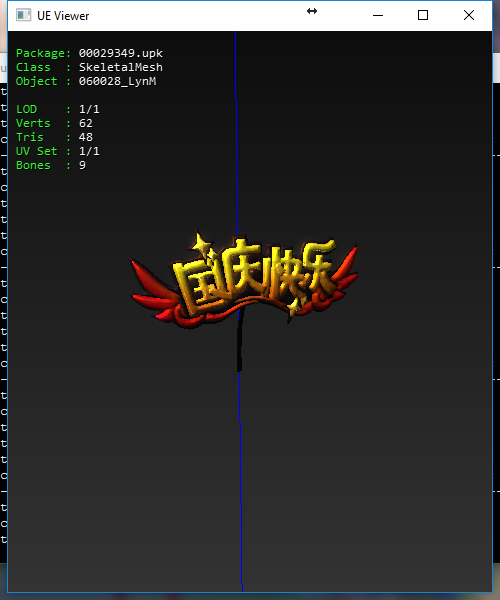 UE Viewer
Package: 00029349.upk
Class : SkeletalMesh
Object : 060028_LynM
LOD : 1/1
Verts : 62
Tris : 48
UV Set : 1/1
Bones : 9
国庆快乐